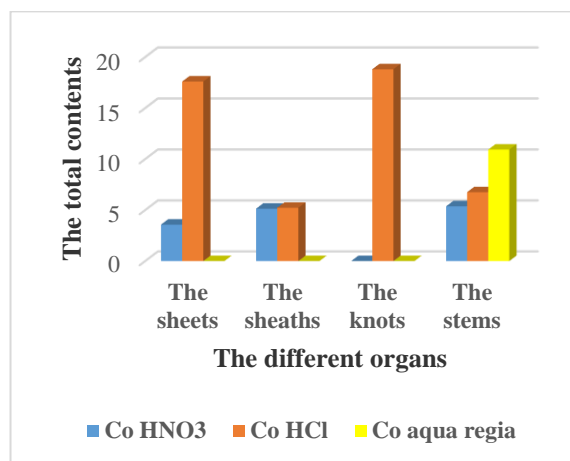 The total contents
20
15
10
5
0
The sheets
The sheaths
The knots
The stems
The different organs
Co HNO3 Co HCl Co aqua regia